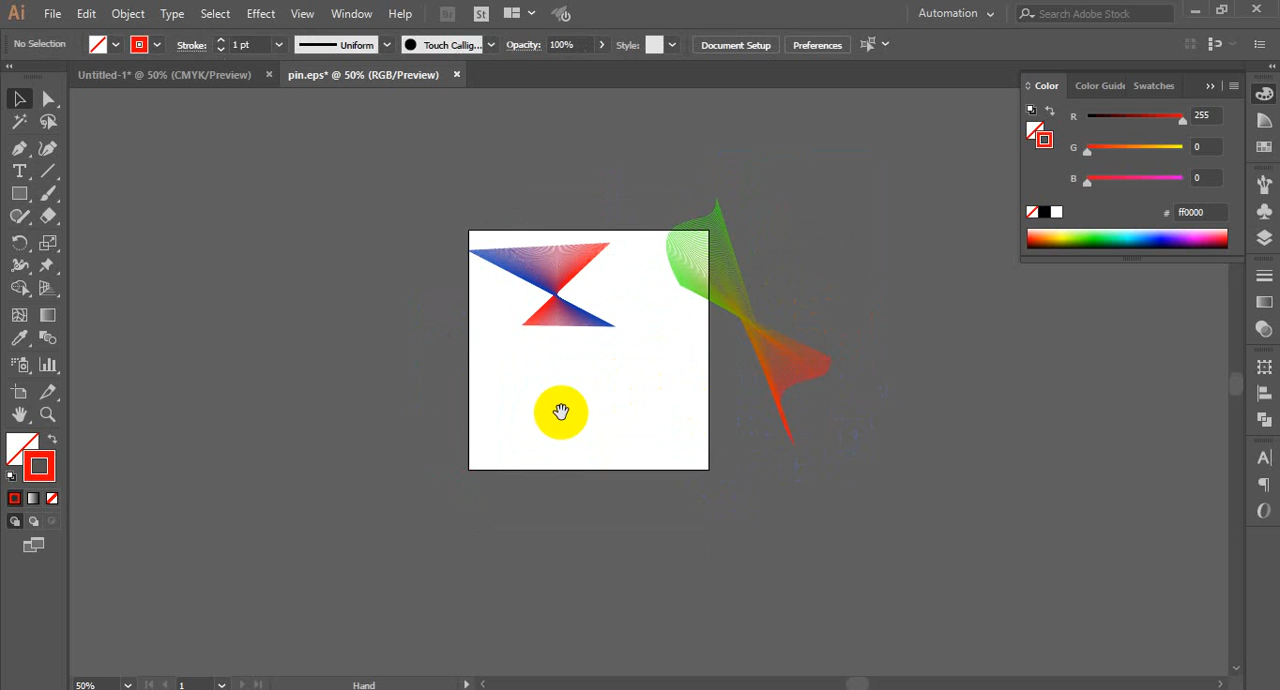 Ai File Edit Object Type Select Effect View Window Help Br St Automation Search Adobe Stock
No Selection Stroke: 1 pt Uniform Touch Callig... Opacity: 100% Style: Document Setup Preferences
Untitled-1* @ 50% (CMYK/Preview) × pin.eps* @ 50% (RGB/Preview) ×
Color Color Guide Swatches
R 255
G 0
B 0
# ff0000
50% 1 Hand